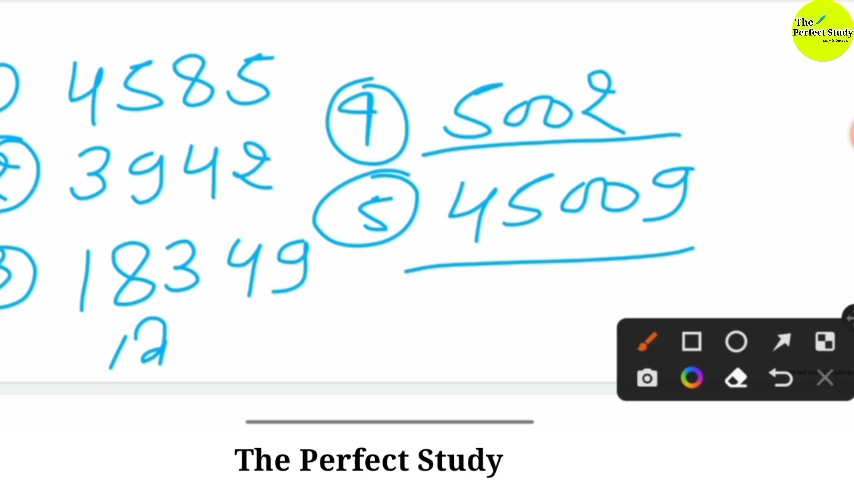 4585
3942
18349
12
4 5002
5 45009
The
Perfect Study
The Perfect Study